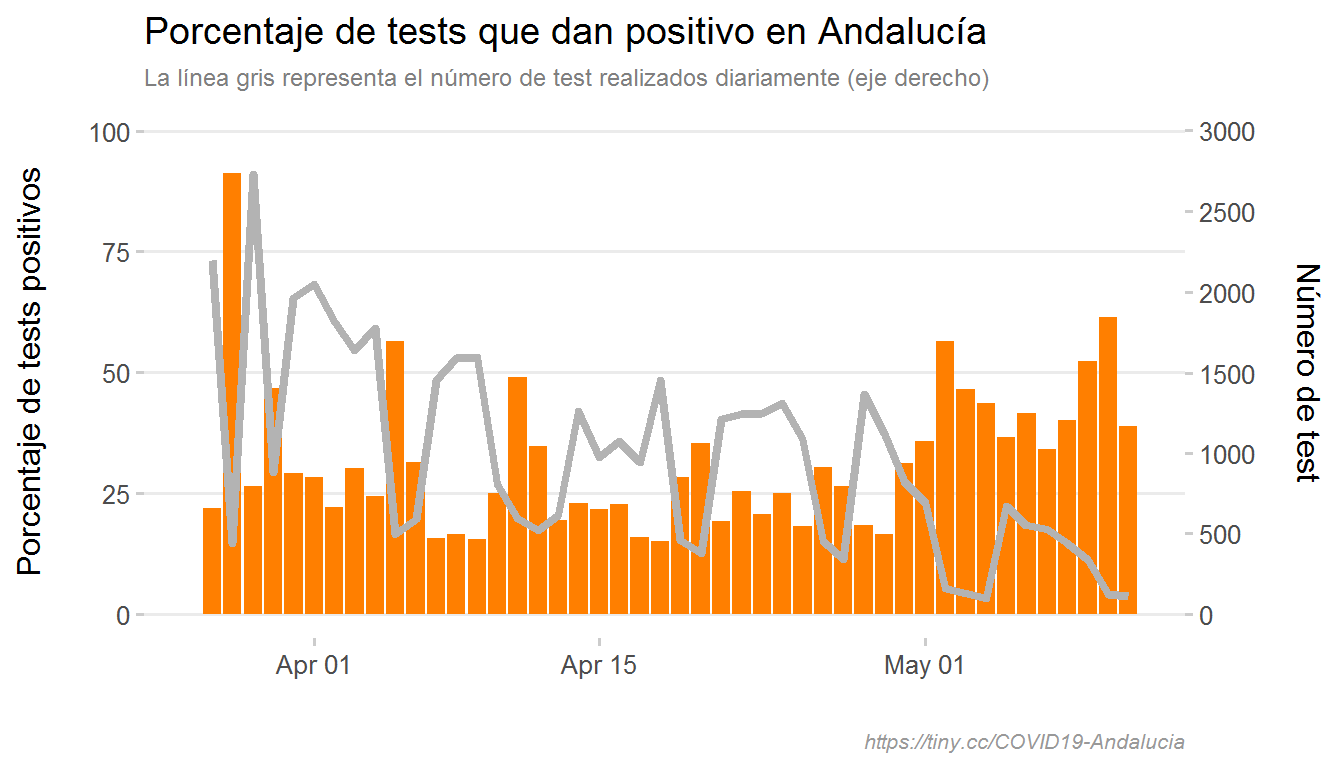 Porcentaje de tests que dan positivo en Andalucía
La línea gris representa el número de test realizados diariamente (eje derecho)
Porcentaje de tests positivos
100
75
50
25
0
3000
2500
2000
1500
1000
500
0
Número de test
Apr 01
Apr 15
May 01
https://tiny.cc/COVID19-Andalucia